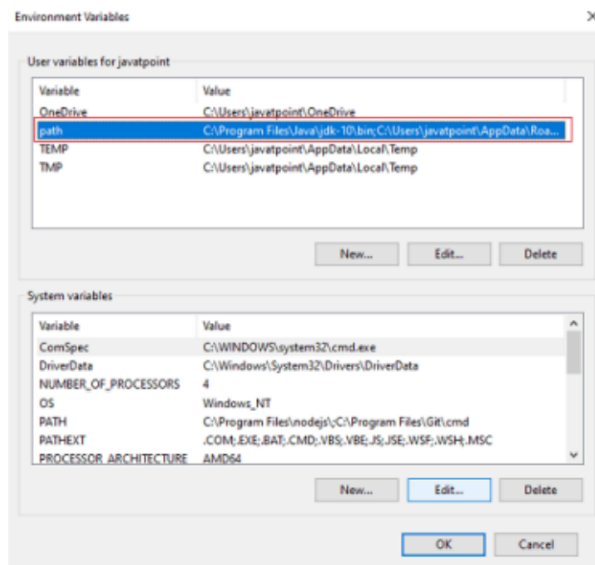 Environment Variables
User variables for javatpoint
Variable Value
OneDrive C:\Users\javatpoint\OneDrive
path C:\Program Files\Java\jdk-10\bin;C:\Users\javatpoint\AppData\Roa...
TEMP C:\Users\javatpoint\AppData\Local\Temp
TMP C:\Users\javatpoint\AppData\Local\Temp
New... Edit... Delete
System variables
Variable Value
ComSpec C:\WINDOWS\system32\cmd.exe
DriverData C:\Windows\System32\Drivers\DriverData
NUMBER_OF_PROCESSORS 4
OS Windows_NT
PATH C:\Program Files\nodejs\;C:\Program Files\Git\cmd
PATHEXT .COM;.EXE;.BAT;.CMD;.VBS;.VBE;.JS;.JSE;.WSF;.WSH;.MSC
PROCESSOR_ARCHITECTURE AMD64
New... Edit... Delete
OK Cancel